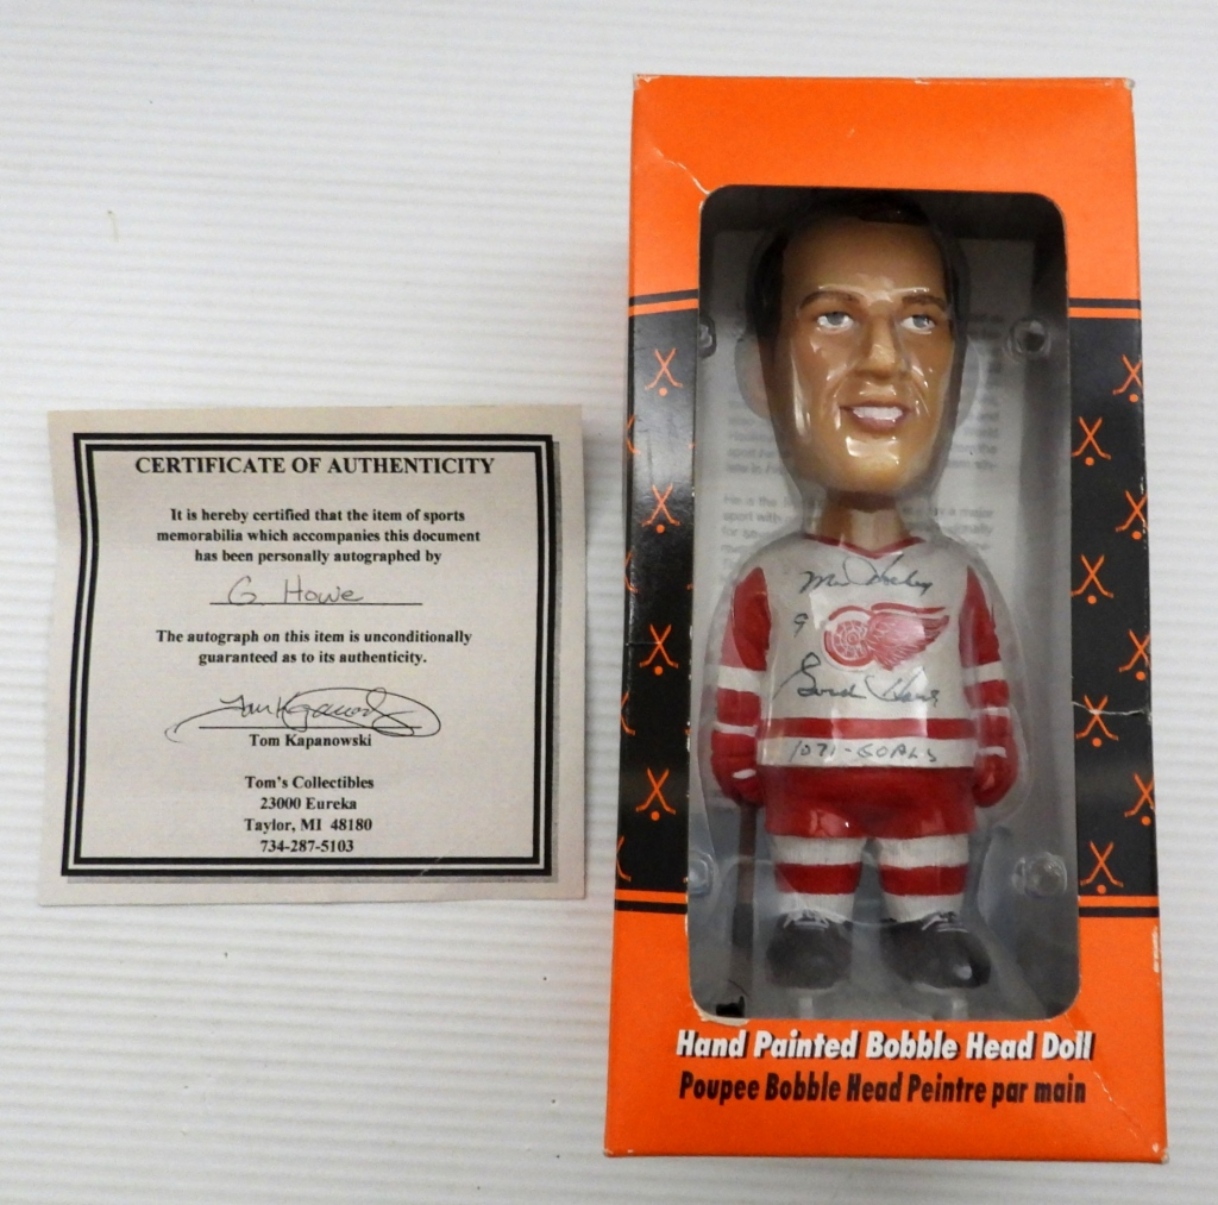 CERTIFICATE OF AUTHENTICITY
It is hereby certified that the item of sports
memorabilia which accompanies this document
has been personally autographed by
G. Howe
The autograph on this item is unconditionally
guaranteed as to its authenticity.
Tom Kapanowski
Tom's Collectibles
23000 Eureka
Taylor, MI 48180
734-287-5103
Mr Hockey
9
Gordie Howe
1071-GOALS
Hand Painted Bobble Head Doll
Poupee Bobble Head Peintre par main